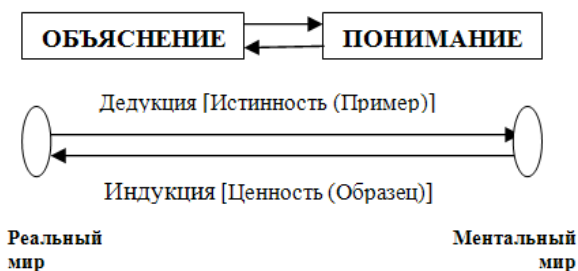 ОБЪЯСНЕНИЕ ПОНИМАНИЕ
Дедукция [Истинность (Пример)]
Индукция [Ценность (Образец)]
Реальный Ментальный
мир мир